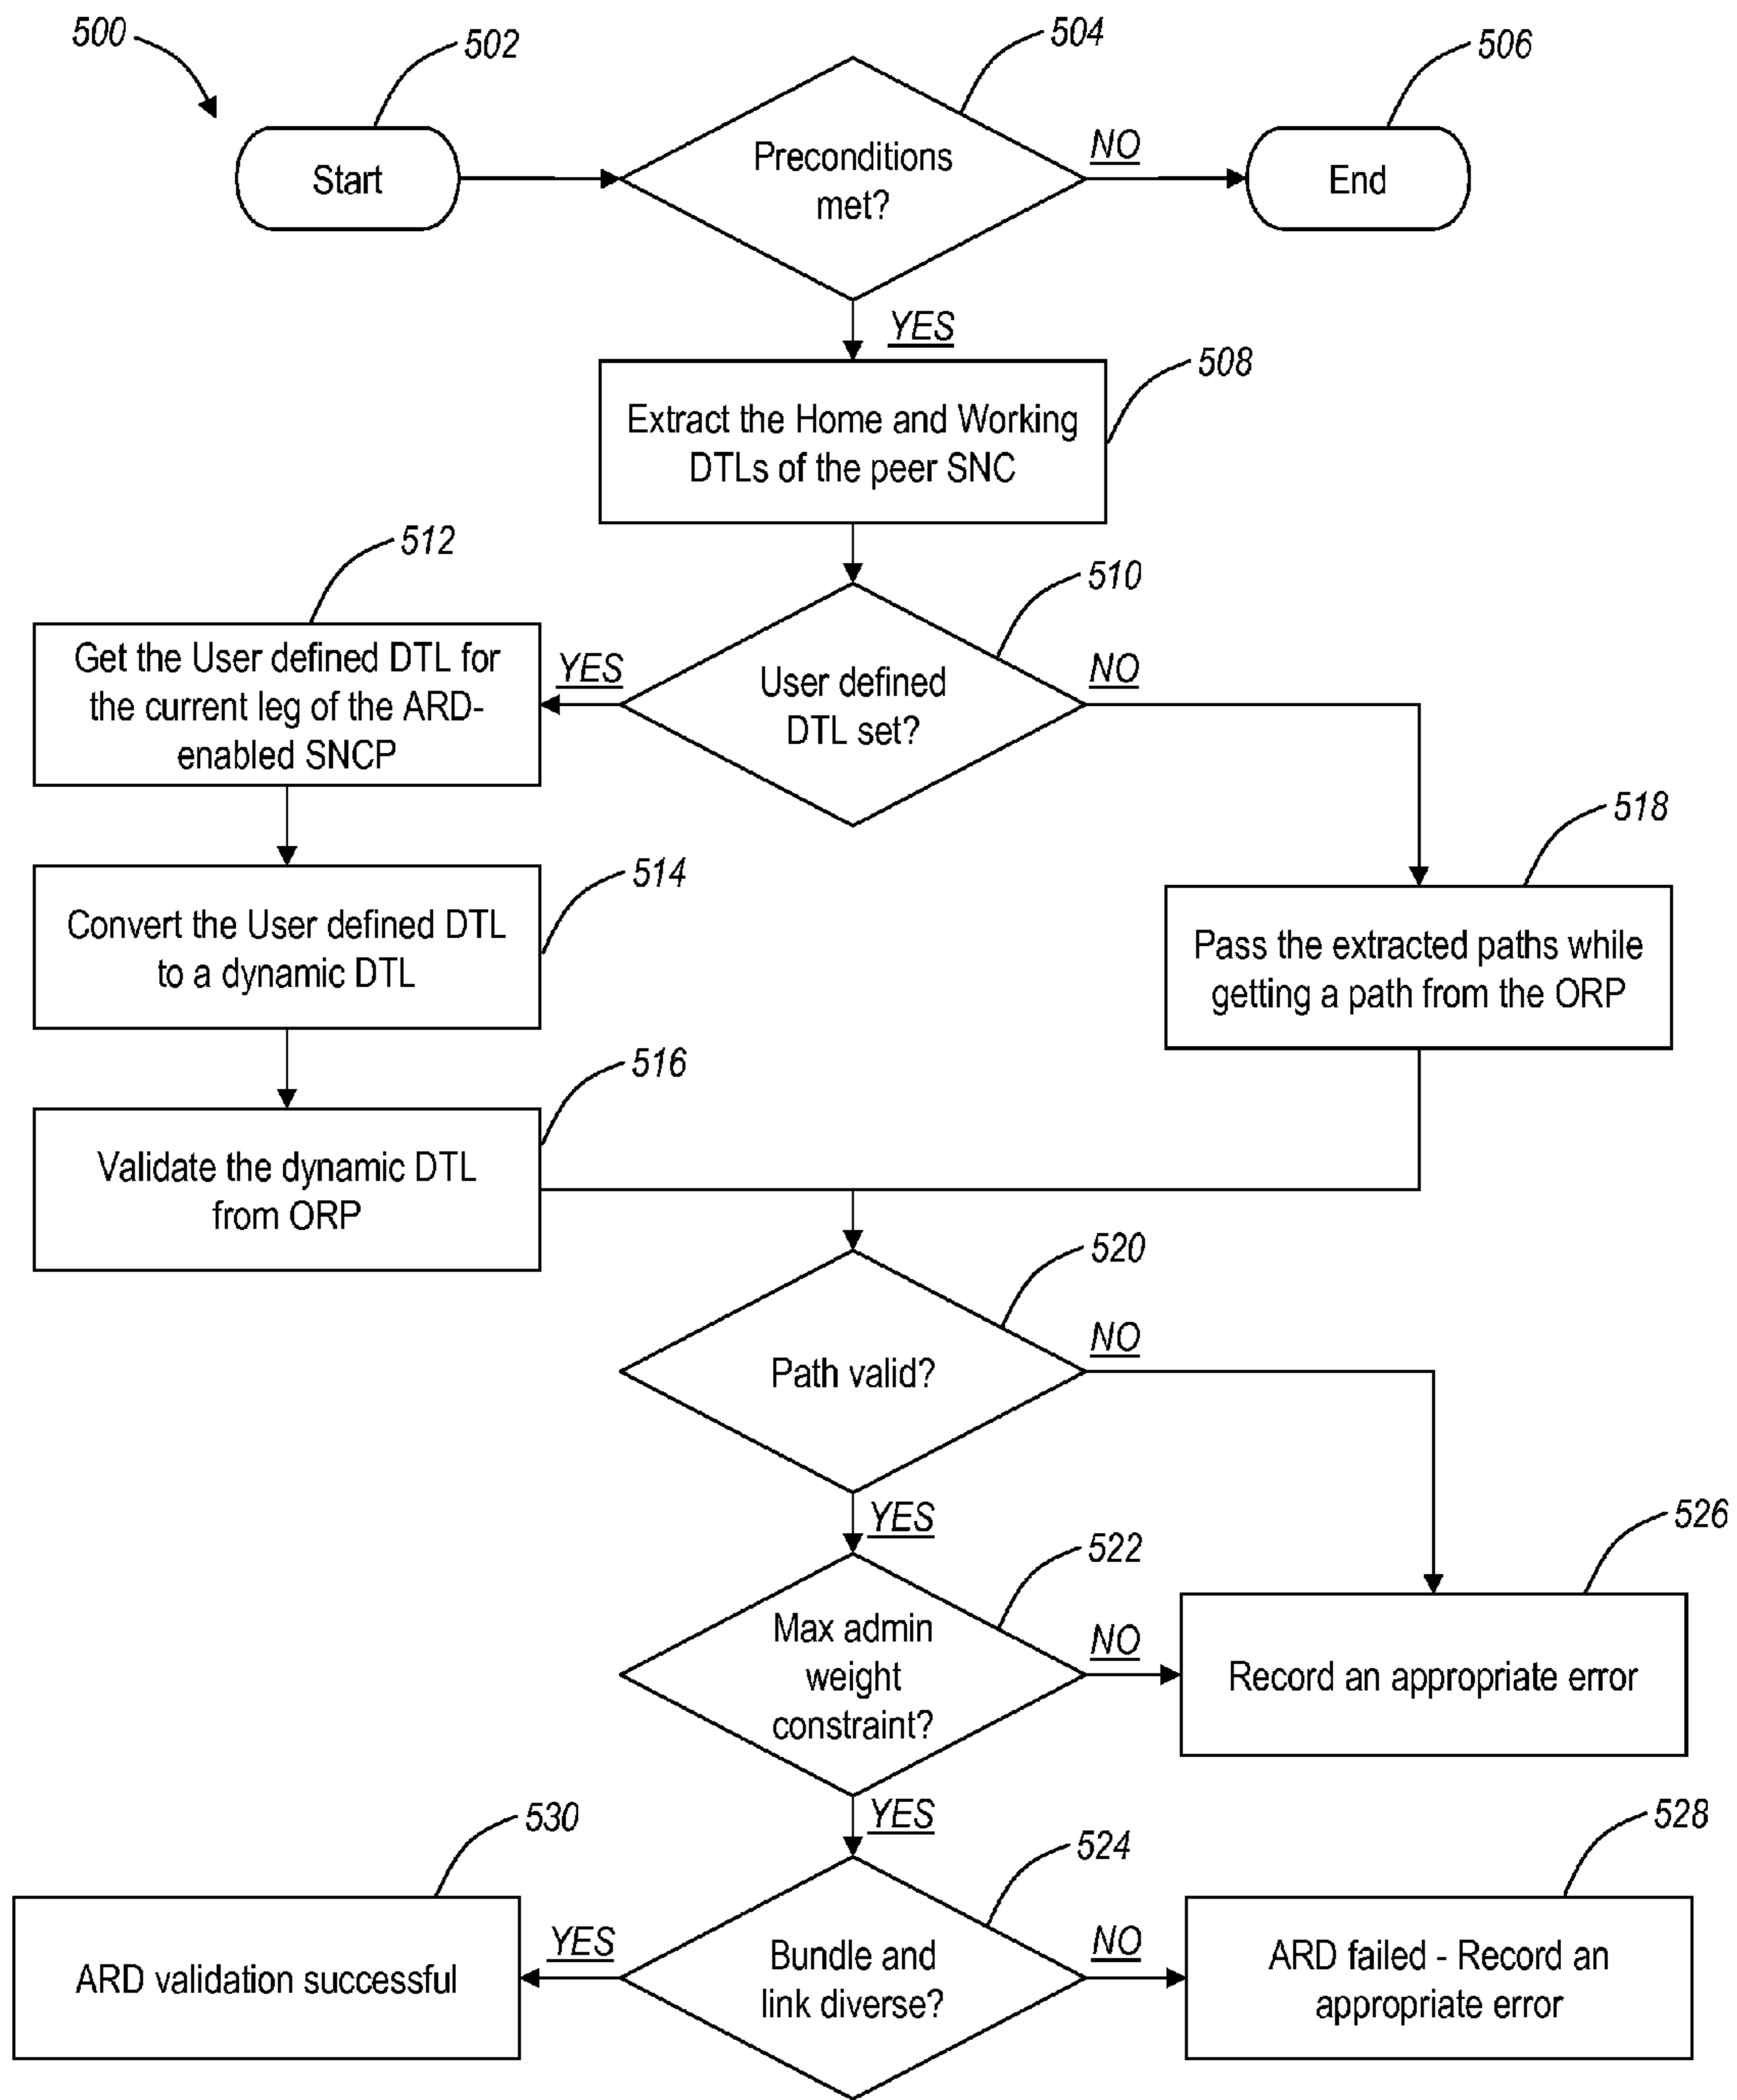 500
502
504
506
Start
Preconditions
met?
NO
End
YES
508
Extract the Home and Working
DTLs of the peer SNC
512
510
Get the User defined DTL for
the current leg of the ARD-
enabled SNCP
YES
User defined
DTL set?
NO
518
514
Convert the User defined DTL
to a dynamic DTL
Pass the extracted paths while
getting a path from the ORP
516
Validate the dynamic DTL
from ORP
520
Path valid?
NO
YES
526
522
Max admin
weight
constraint?
NO
Record an appropriate error
YES
530
528
524
ARD validation successful
YES
Bundle and
link diverse?
NO
ARD failed - Record an
appropriate error